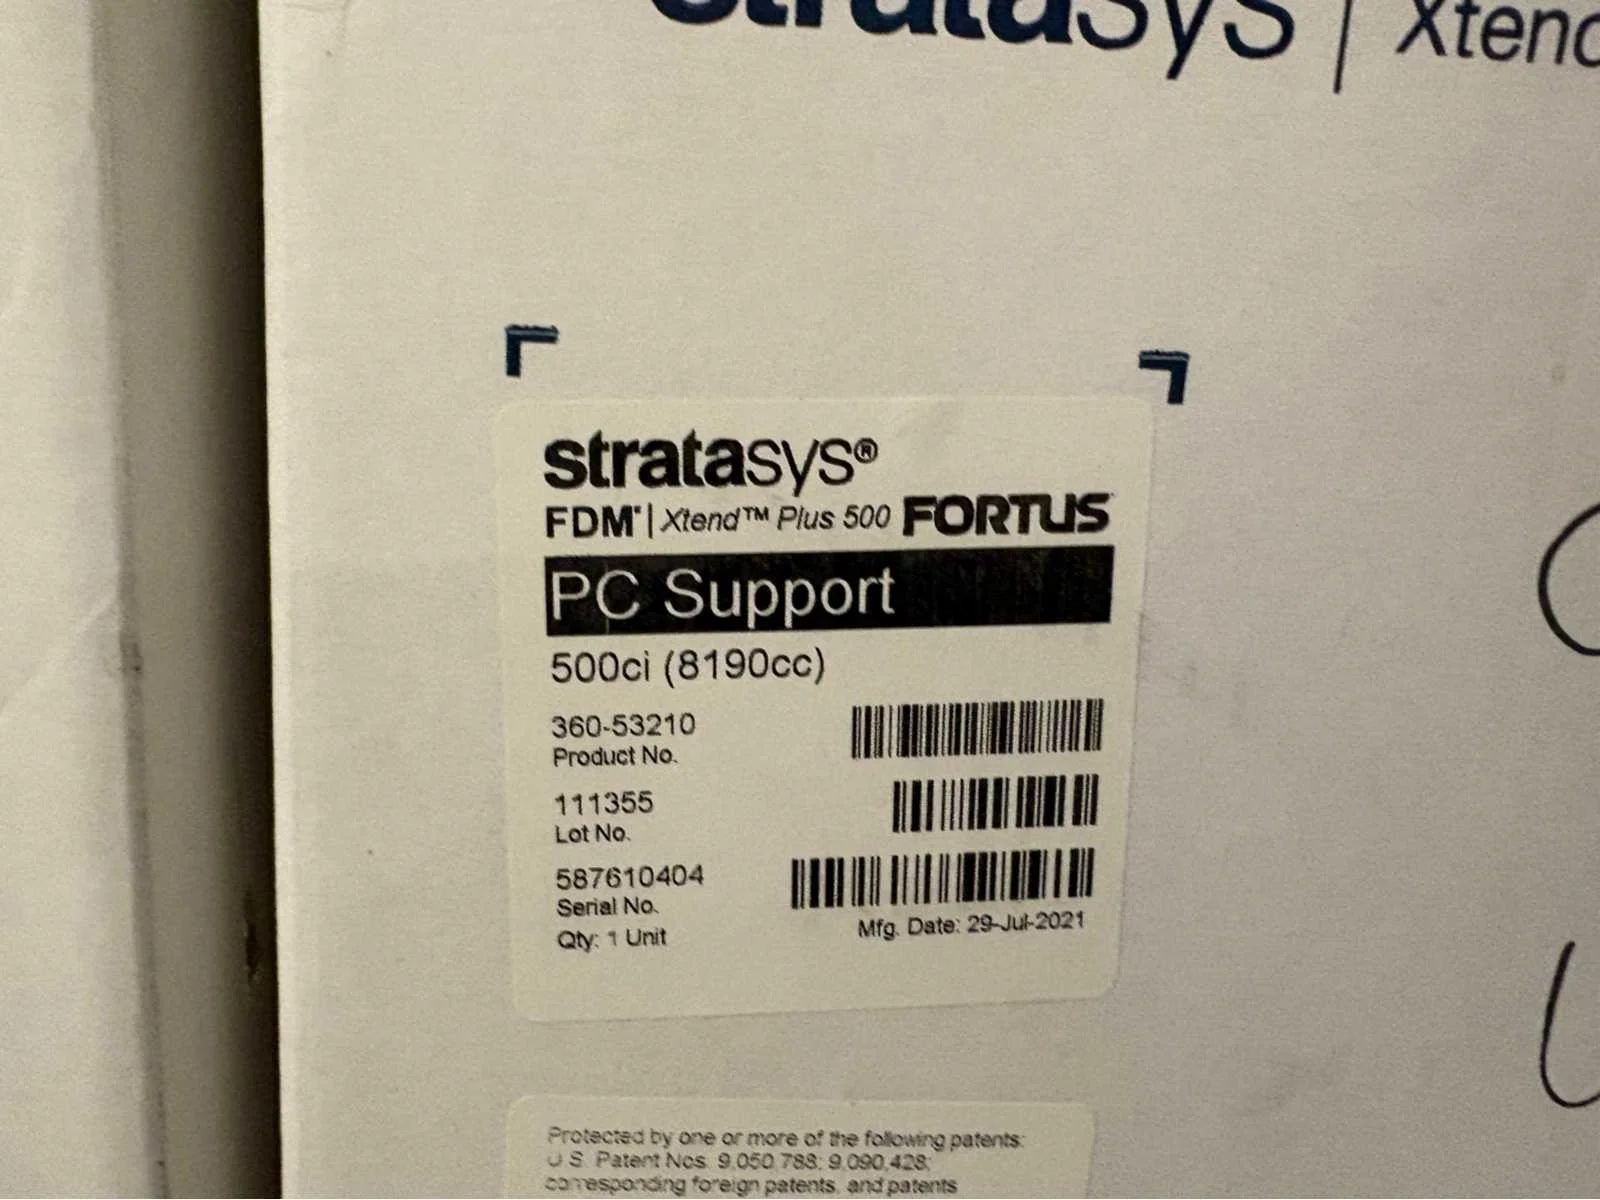 stratasys | Xtend
stratasys®
FDM® | Xtend™ Plus 500 FORTUS
PC Support
500ci (8190cc)
360-53210
Product No.
111355
Lot No.
587610404
Serial No.
Qty: 1 Unit
Mfg. Date: 29-Jul-2021
Protected by one or more of the following patents:
U.S. Patent Nos. 9,050,788; 9,090,428;
corresponding foreign patents, and patents